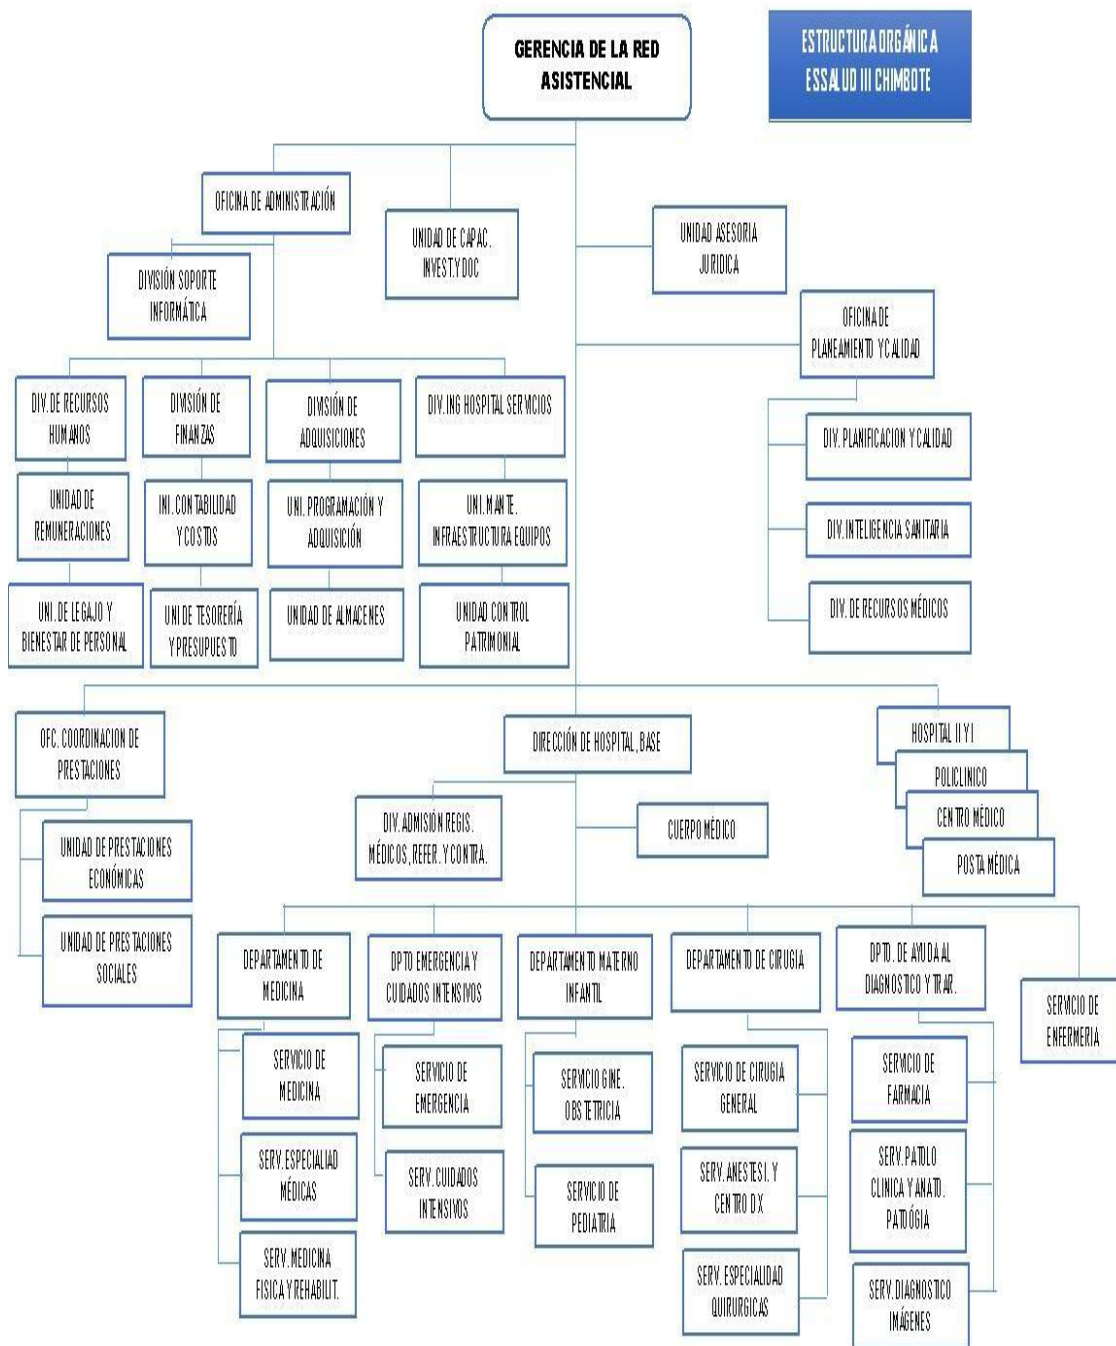 GERENCIA DE LA RED
ASISTENCIAL
ESTRUCTURA ORGÁNICA
ESSALUD III CHIMBOTE
OFICINA DE ADMINISTRACIÓN
UNIDAD DE CAPAC.
INVEST.Y DOC
UNIDAD ASESORIA
JURIDICA
DIVISIÓN SOPORTE
INFORMÁTICA
OFICINA DE
PLANEAMIENTO Y CALIDAD
DIV. DE RECURSOS
HUMANOS
DIVISIÓN DE
FINANZAS
DIVISIÓN DE
ADQUISICIONES
DIV. ING HOSPITAL SERVICIOS
DIV. PLANIFICACION Y CALIDAD
UNIDAD DE
REMUNERACIONES
INI. CONTABILIDAD
Y COSTOS
UNI. PROGRAMACIÓN Y
ADQUISICIÓN
UNI. MANTE.
INFRAESTRUCTURA EQUIPOS
DIV. INTELIGENCIA SANITARIA
UNI. DE LEGAJO Y
BIENESTAR DE PERSONAL
UNI DE TESORERÍA
Y PRESUPUESTO
UNIDAD DE ALMACENES
UNIDAD CONTROL
PATRIMONIAL
DIV. DE RECURSOS MÉDICOS
OFC. COORDINACION DE
PRESTACIONES
DIRECCIÓN DE HOSPITAL, BASE
HOSPITAL II Y I
POLICLINICO
CENTRO MÉDICO
POSTA MÉDICA
DIV. ADMISIÓN REGIS.
MÉDICOS, REFER. Y CONTRA.
CUERPO MÉDICO
UNIDAD DE PRESTACIONES
ECONÓMICAS
UNIDAD DE PRESTACIONES
SOCIALES
DEPARTAMENTO DE
MEDICINA
DPTO EMERGENCIA Y
CUIDADOS INTENSIVOS
DEPARTAMENTO MATERNO
INFANTIL
DEPARTAMENTO DE CIRUGIA
DPTO. DE AYUDA AL
DIAGNOSTICO Y TRAR.
SERVICIO DE
ENFERMERIA
SERVICIO DE
MEDICINA
SERVICIO DE
EMERGENCIA
SERVICIO GINE.
OBSTETRICIA
SERVICIO DE CIRUGIA
GENERAL
SERVICIO DE
FARMACIA
SERV. ESPECIALIAD
MÉDICAS
SERV. CUIDADOS
INTENSIVOS
SERVICIO DE
PEDIATRIA
SERV. ANESTESI. Y
CENTRO DX
SERV. PATOLO
CLINICA Y ANATO.
PATÓGIA
SERV. MEDICINA
FISICA Y REHABILIT.
SERV. ESPECIALIDAD
QUIRURGICAS
SERV. DIAGNOSTICO
IMÁGENES